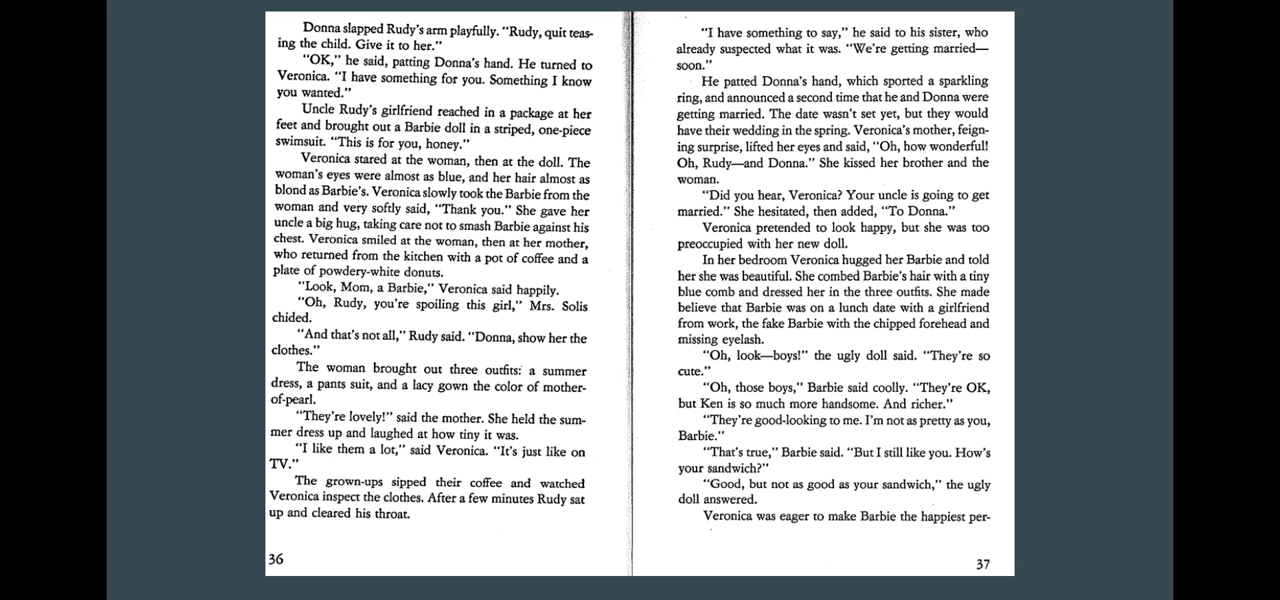 Donna slapped Rudy's arm playfully. "Rudy, quit teas-
ing the child. Give it to her."
"OK," he said, patting Donna's hand. He turned to
Veronica. "I have something for you. Something I know
you wanted."
Uncle Rudy's girlfriend reached in a package at her
feet and brought out a Barbie doll in a striped, one-piece
swimsuit. "This is for you, honey."
Veronica stared at the woman, then at the doll. The
woman's eyes were almost as blue, and her hair almost as
blond as Barbie's. Veronica slowly took the Barbie from the
woman and very softly said, "Thank you." She gave her
uncle a big hug, taking care not to smash Barbie against his
chest. Veronica smiled at the woman, then at her mother,
who returned from the kitchen with a pot of coffee and a
plate of powdery-white donuts.
"Look, Mom, a Barbie," Veronica said happily.
"Oh, Rudy, you're spoiling this girl," Mrs. Solis
chided.
"And that's not all," Rudy said. "Donna, show her the
clothes."
The woman brought out three outfits: a summer
dress, a pants suit, and a lacy gown the color of mother-
of-pearl.
"They're lovely!" said the mother. She held the sum-
mer dress up and laughed at how tiny it was.
"I like them a lot," said Veronica. "It's just like on
TV."
The grown-ups sipped their coffee and watched
Veronica inspect the clothes. After a few minutes Rudy sat
up and cleared his throat.
36
"I have something to say," he said to his sister, who
already suspected what it was. "We're getting married—
soon."
He patted Donna's hand, which sported a sparkling
ring, and announced a second time that he and Donna were
getting married. The date wasn't set yet, but they would
have their wedding in the spring. Veronica's mother, feign-
ing surprise, lifted her eyes and said, "Oh, how wonderful!
Oh, Rudy—and Donna." She kissed her brother and the
woman.
"Did you hear, Veronica? Your uncle is going to get
married." She hesitated, then added, "To Donna."
Veronica pretended to look happy, but she was too
preoccupied with her new doll.
In her bedroom Veronica hugged her Barbie and told
her she was beautiful. She combed Barbie's hair with a tiny
blue comb and dressed her in the three outfits. She made
believe that Barbie was on a lunch date with a girlfriend
from work, the fake Barbie with the chipped forehead and
missing eyelash.
"Oh, look—boys!" the ugly doll said. "They're so
cute."
"Oh, those boys," Barbie said coolly. "They're OK,
but Ken is so much more handsome. And richer."
"They're good-looking to me. I'm not as pretty as you,
Barbie."
"That's true," Barbie said. "But I still like you. How's
your sandwich?"
"Good, but not as good as your sandwich," the ugly
doll answered.
Veronica was eager to make Barbie the happiest per-
37